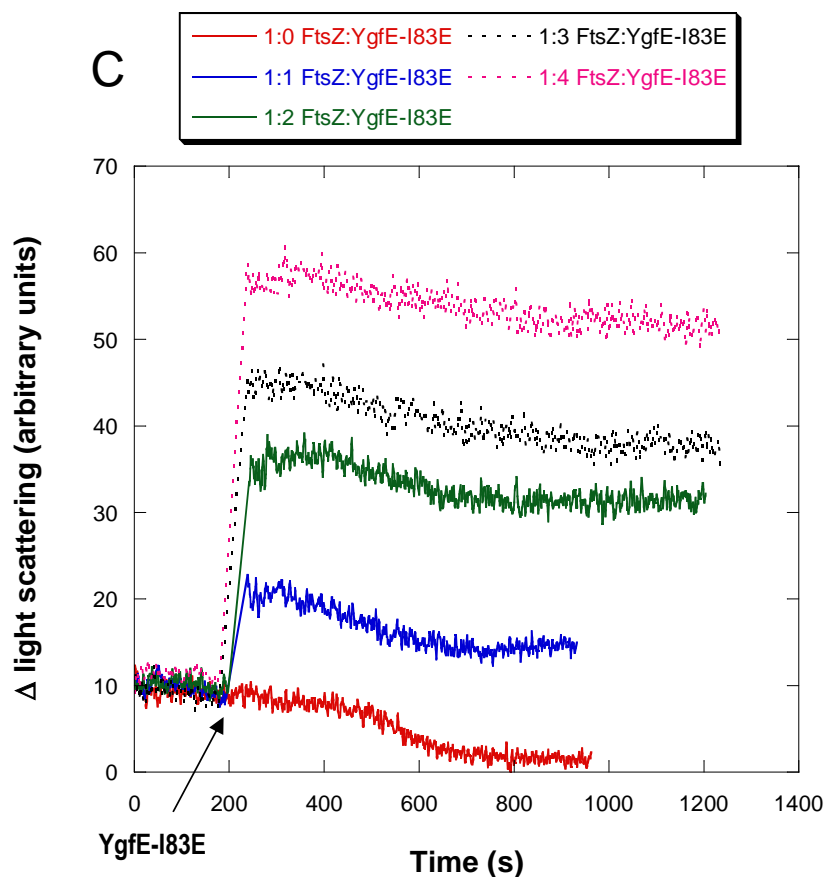 C
1:0 FtsZ:YgfE-I83E
1:1 FtsZ:YgfE-I83E
1:2 FtsZ:YgfE-I83E
1:3 FtsZ:YgfE-I83E
1:4 FtsZ:YgfE-I83E
Δ light scattering (arbitrary units)
70
60
50
40
30
20
10
0
0 200 400 600 800 1000 1200 1400
YgfE-I83E
Time (s)